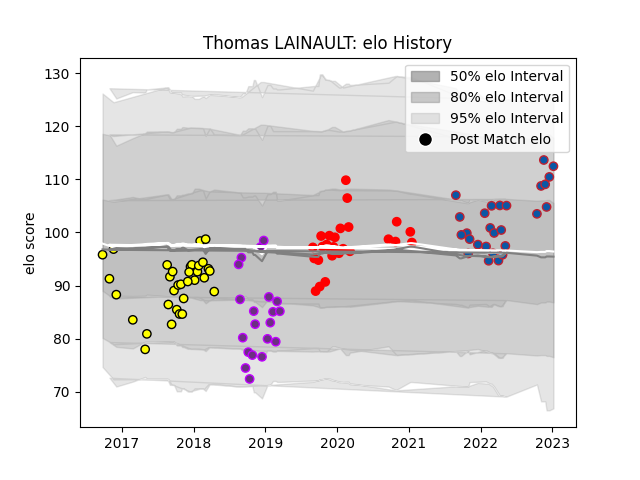 Thomas LAINAULT: elo History
50% elo Interval
80% elo Interval
95% elo Interval
Post Match elo
elo score
130
120
110
100
90
80
70
2017 2018 2019 2020 2021 2022 2023